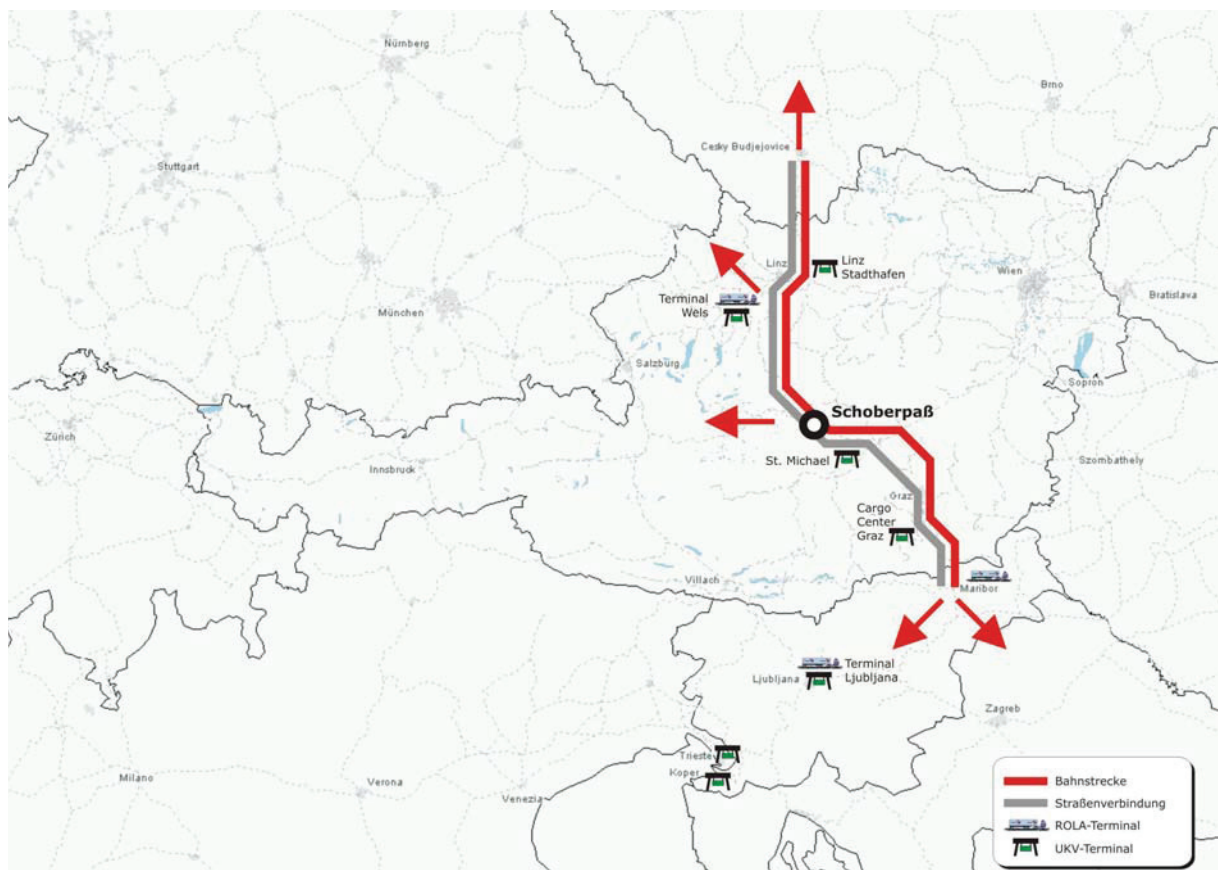 Nürnberg
Brno
Cesky Budjejovice
Stuttgart
Linz
Linz
Stadthafen
Wien
Terminal
Wels
Bratislava
München
Salzburg
Sopron
Schoberpaß
Zürich
Innsbruck
St. Michael
Szombathely
Graz
Cargo
Center
Graz
Villach
Maribor
Terminal
Ljubljana
Ljubljana
Zagreb
Trieste
Koper
Milano
Verona
Venezia
Bahnstrecke
Straßenverbindung
ROLA-Terminal
UKV-Terminal